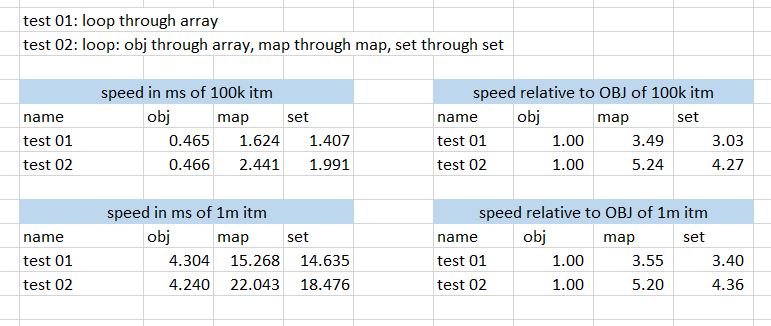 test 01: loop through array
test 02: loop: obj through array, map through map, set through set
speed in ms of 100k itm speed relative to OBJ of 100k itm
name obj map set name obj map set
test 01 0.465 1.624 1.407 test 01 1.00 3.49 3.03
test 02 0.466 2.441 1.991 test 02 1.00 5.24 4.27
speed in ms of 1m itm speed relative to OBJ of 1m itm
name obj map set name obj map set
test 01 4.304 15.268 14.635 test 01 1.00 3.55 3.40
test 02 4.240 22.043 18.476 test 02 1.00 5.20 4.36